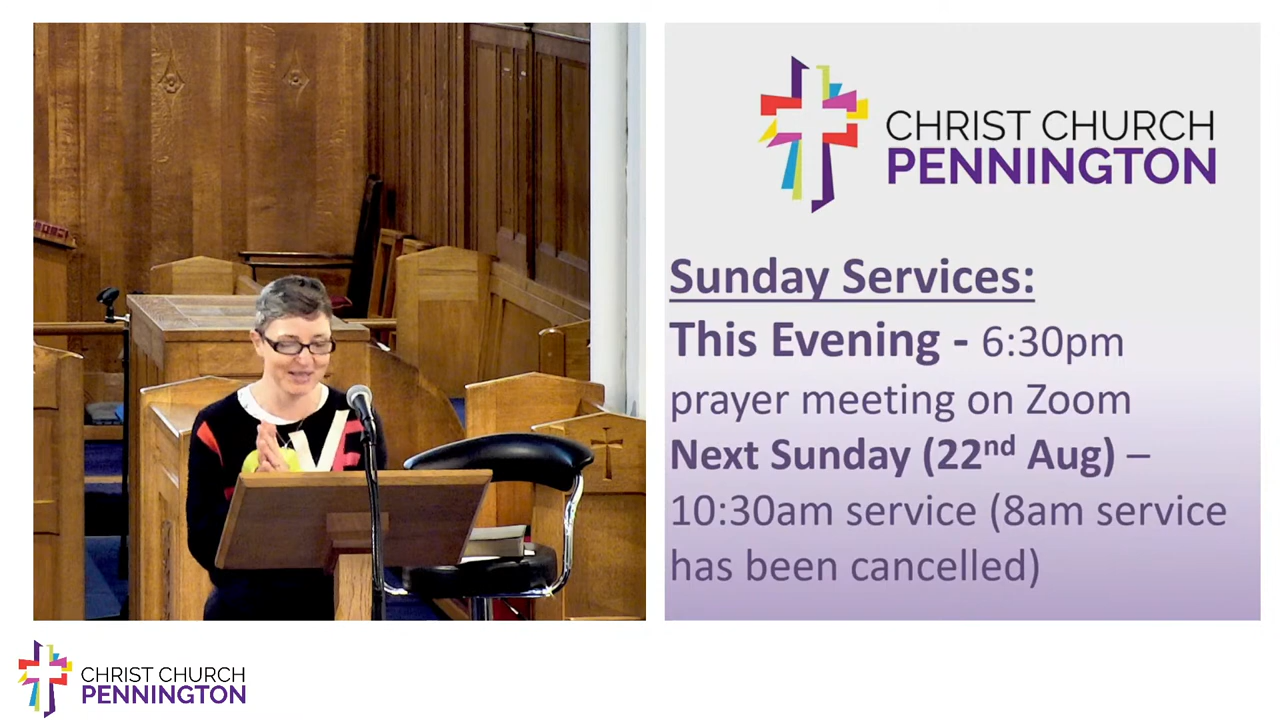 CHRIST CHURCH
PENNINGTON
Sunday Services:
This Evening - 6:30pm
prayer meeting on Zoom
Next Sunday (22nd Aug) –
10:30am service (8am service
has been cancelled)
CHRIST CHURCH
PENNINGTON